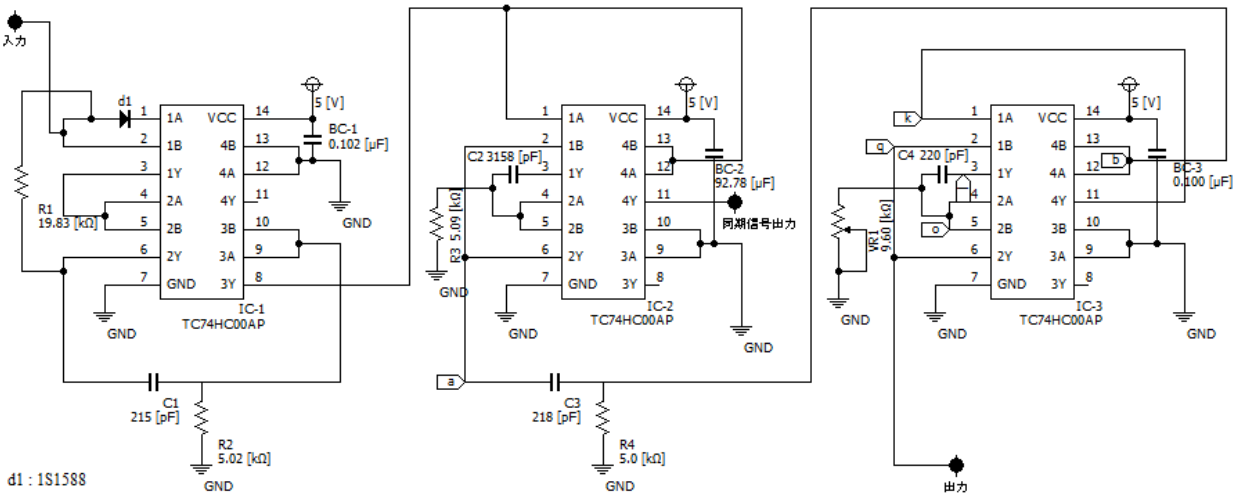 入力
d1
1 1A VCC 14
2 1B 4B 13
3 1Y 4A 12
4 2A 4Y 11
5 2B 3B 10
6 2Y 3A 9
7 GND 3Y 8
5 [V]
BC-1
0.102 [μF]
GND
R1
19.83 [kΩ]
GND
IC-1
TC74HC00AP
C1
215 [pF]
R2
5.02 [kΩ]
GND
d1 : 1S1588
1 1A VCC 14
2 1B 4B 13
3 1Y 4A 12
4 2A 4Y 11
5 2B 3B 10
6 2Y 3A 9
7 GND 3Y 8
5 [V]
C2 3158 [pF]
BC-2
92.78 [μF]
同期信号出力
R3 5.09 [kΩ]
GND
GND
IC-2
TC74HC00AP
GND
a
C3
218 [pF]
R4
5.0 [kΩ]
GND
k
q
1 1A VCC 14
2 1B 4B 13
3 1Y 4A 12
4 2A 4Y 11
5 2B 3B 10
6 2Y 3A 9
7 GND 3Y 8
5 [V]
b
C4 220 [pF]
BC-3
0.100 [μF]
o
VR1
9.60 [kΩ]
GND
GND
IC-3
TC74HC00AP
GND
出力